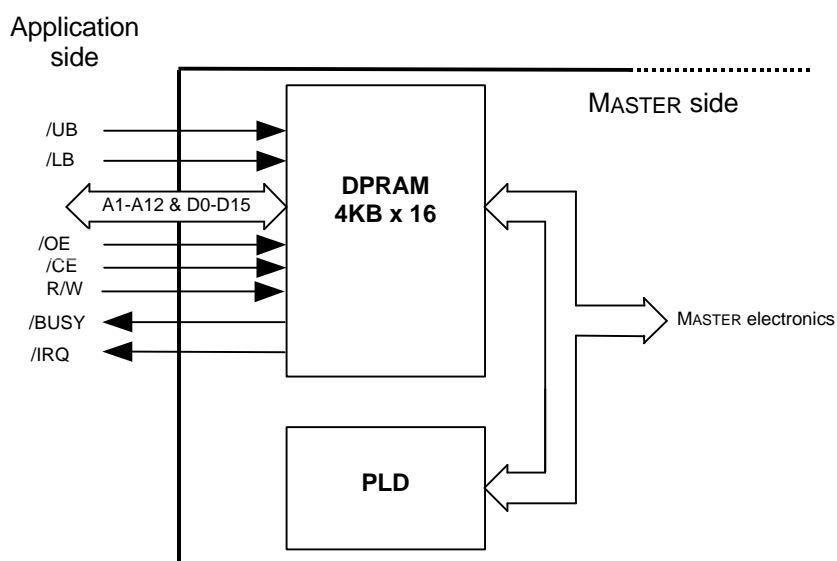 Application
side
MASTER side
/UB
/LB
A1-A12 & D0-D15
DPRAM
4KB x 16
/OE
/CE
R/W
/BUSY
/IRQ
MASTER electronics
PLD